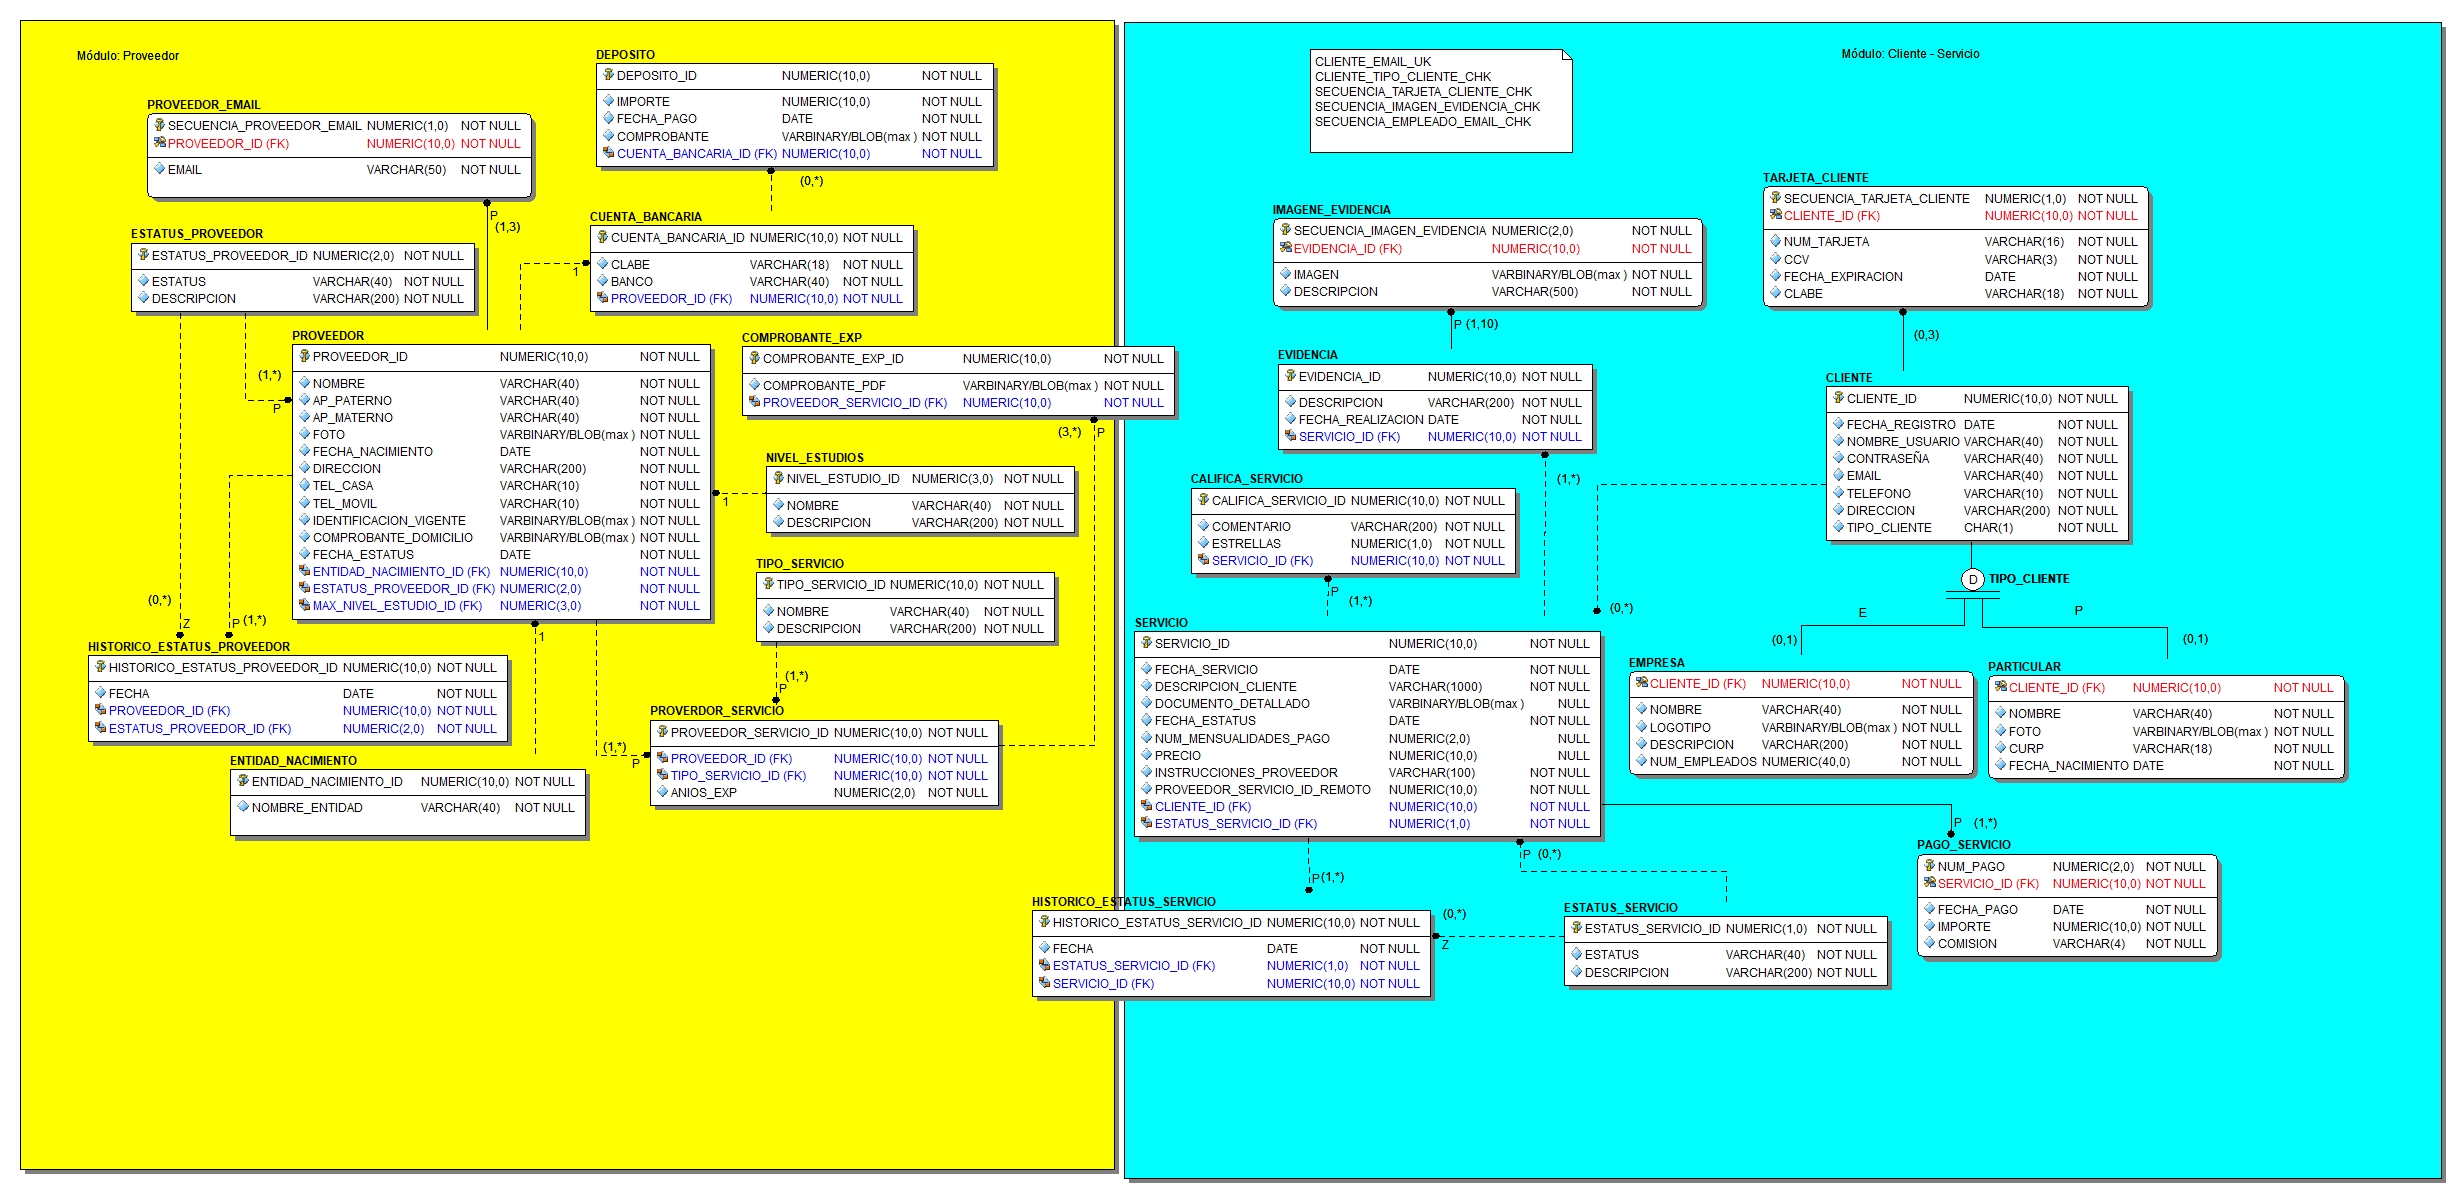 Módulo: Proveedor
DEPOSITO
DEPOSITO_ID NUMERIC(10,0) NOT NULL
IMPORTE NUMERIC(10,0) NOT NULL
FECHA_PAGO DATE NOT NULL
COMPROBANTE VARBINARY/BLOB(max ) NOT NULL
CUENTA_BANCARIA_ID (FK) NUMERIC(10,0) NOT NULL
(0,*)
PROVEEDOR_EMAIL
SECUENCIA_PROVEEDOR_EMAIL NUMERIC(1,0) NOT NULL
PROVEEDOR_ID (FK) NUMERIC(10,0) NOT NULL
EMAIL VARCHAR(50) NOT NULL
P
(1,3)
CUENTA_BANCARIA
CUENTA_BANCARIA_ID NUMERIC(10,0) NOT NULL
CLABE VARCHAR(18) NOT NULL
BANCO VARCHAR(40) NOT NULL
PROVEEDOR_ID (FK) NUMERIC(10,0) NOT NULL
1
ESTATUS_PROVEEDOR
ESTATUS_PROVEEDOR_ID NUMERIC(2,0) NOT NULL
ESTATUS VARCHAR(40) NOT NULL
DESCRIPCION VARCHAR(200) NOT NULL
(1,*)
P
PROVEEDOR
PROVEEDOR_ID NUMERIC(10,0) NOT NULL
NOMBRE VARCHAR(40) NOT NULL
AP_PATERNO VARCHAR(40) NOT NULL
AP_MATERNO VARCHAR(40) NOT NULL
FOTO VARBINARY/BLOB(max ) NOT NULL
FECHA_NACIMIENTO DATE NOT NULL
DIRECCION VARCHAR(200) NOT NULL
TEL_CASA VARCHAR(10) NOT NULL
TEL_MOVIL VARCHAR(10) NOT NULL
IDENTIFICACION_VIGENTE VARBINARY/BLOB(max ) NOT NULL
COMPROBANTE_DOMICILIO VARBINARY/BLOB(max ) NOT NULL
FECHA_ESTATUS DATE NOT NULL
ENTIDAD_NACIMIENTO_ID (FK) NUMERIC(10,0) NOT NULL
ESTATUS_PROVEEDOR_ID (FK) NUMERIC(2,0) NOT NULL
MAX_NIVEL_ESTUDIO_ID (FK) NUMERIC(3,0) NOT NULL
COMPROBANTE_EXP
COMPROBANTE_EXP_ID NUMERIC(10,0) NOT NULL
COMPROBANTE_PDF VARBINARY/BLOB(max ) NOT NULL
PROVEEDOR_SERVICIO_ID (FK) NUMERIC(10,0) NOT NULL
(3,*) P
NIVEL_ESTUDIOS
NIVEL_ESTUDIO_ID NUMERIC(3,0) NOT NULL
NOMBRE VARCHAR(40) NOT NULL
DESCRIPCION VARCHAR(200) NOT NULL
1
TIPO_SERVICIO
TIPO_SERVICIO_ID NUMERIC(10,0) NOT NULL
NOMBRE VARCHAR(40) NOT NULL
DESCRIPCION VARCHAR(200) NOT NULL
(1,*)
P
(0,*)
Z
P (1,*)
1
HISTORICO_ESTATUS_PROVEEDOR
HISTORICO_ESTATUS_PROVEEDOR_ID NUMERIC(10,0) NOT NULL
FECHA DATE NOT NULL
PROVEEDOR_ID (FK) NUMERIC(10,0) NOT NULL
ESTATUS_PROVEEDOR_ID (FK) NUMERIC(2,0) NOT NULL
PROVERDOR_SERVICIO
PROVEEDOR_SERVICIO_ID NUMERIC(10,0) NOT NULL
PROVEEDOR_ID (FK) NUMERIC(10,0) NOT NULL
TIPO_SERVICIO_ID (FK) NUMERIC(10,0) NOT NULL
ANIOS_EXP NUMERIC(2,0) NOT NULL
(1,*)
P
ENTIDAD_NACIMIENTO
ENTIDAD_NACIMIENTO_ID NUMERIC(10,0) NOT NULL
NOMBRE_ENTIDAD VARCHAR(40) NOT NULL
Módulo: Cliente - Servicio
CLIENTE_EMAIL_UK
CLIENTE_TIPO_CLIENTE_CHK
SECUENCIA_TARJETA_CLIENTE_CHK
SECUENCIA_IMAGEN_EVIDENCIA_CHK
SECUENCIA_EMPLEADO_EMAIL_CHK
TARJETA_CLIENTE
SECUENCIA_TARJETA_CLIENTE NUMERIC(1,0) NOT NULL
CLIENTE_ID (FK) NUMERIC(10,0) NOT NULL
NUM_TARJETA VARCHAR(16) NOT NULL
CCV VARCHAR(3) NOT NULL
FECHA_EXPIRACION DATE NOT NULL
CLABE VARCHAR(18) NOT NULL
(0,3)
IMAGENE_EVIDENCIA
SECUENCIA_IMAGEN_EVIDENCIA NUMERIC(2,0) NOT NULL
EVIDENCIA_ID (FK) NUMERIC(10,0) NOT NULL
IMAGEN VARBINARY/BLOB(max ) NOT NULL
DESCRIPCION VARCHAR(500) NOT NULL
P (1,10)
EVIDENCIA
EVIDENCIA_ID NUMERIC(10,0) NOT NULL
DESCRIPCION VARCHAR(200) NOT NULL
FECHA_REALIZACION DATE NOT NULL
SERVICIO_ID (FK) NUMERIC(10,0) NOT NULL
(1,*)
CLIENTE
CLIENTE_ID NUMERIC(10,0) NOT NULL
FECHA_REGISTRO DATE NOT NULL
NOMBRE_USUARIO VARCHAR(40) NOT NULL
CONTRASEÑA VARCHAR(40) NOT NULL
EMAIL VARCHAR(40) NOT NULL
TELEFONO VARCHAR(10) NOT NULL
DIRECCION VARCHAR(200) NOT NULL
TIPO_CLIENTE CHAR(1) NOT NULL
D TIPO_CLIENTE
E
P
(0,1)
(0,1)
CALIFICA_SERVICIO
CALIFICA_SERVICIO_ID NUMERIC(10,0) NOT NULL
COMENTARIO VARCHAR(200) NOT NULL
ESTRELLAS NUMERIC(1,0) NOT NULL
SERVICIO_ID (FK) NUMERIC(10,0) NOT NULL
P
(1,*)
(0,*)
SERVICIO
SERVICIO_ID NUMERIC(10,0) NOT NULL
FECHA_SERVICIO DATE NOT NULL
DESCRIPCION_CLIENTE VARCHAR(1000) NOT NULL
DOCUMENTO_DETALLADO VARBINARY/BLOB(max ) NULL
FECHA_ESTATUS DATE NOT NULL
NUM_MENSUALIDADES_PAGO NUMERIC(2,0) NULL
PRECIO NUMERIC(10,0) NULL
INSTRUCCIONES_PROVEEDOR VARCHAR(100) NOT NULL
PROVEEDOR_SERVICIO_ID_REMOTO NUMERIC(10,0) NOT NULL
CLIENTE_ID (FK) NUMERIC(10,0) NOT NULL
ESTATUS_SERVICIO_ID (FK) NUMERIC(1,0) NOT NULL
EMPRESA
CLIENTE_ID (FK) NUMERIC(10,0) NOT NULL
NOMBRE VARCHAR(40) NOT NULL
LOGOTIPO VARBINARY/BLOB(max ) NOT NULL
DESCRIPCION VARCHAR(200) NOT NULL
NUM_EMPLEADOS NUMERIC(40,0) NOT NULL
PARTICULAR
CLIENTE_ID (FK) NUMERIC(10,0) NOT NULL
NOMBRE VARCHAR(40) NOT NULL
FOTO VARBINARY/BLOB(max ) NOT NULL
CURP VARCHAR(18) NOT NULL
FECHA_NACIMIENTO DATE NOT NULL
P (1,*)
PAGO_SERVICIO
NUM_PAGO NUMERIC(2,0) NOT NULL
SERVICIO_ID (FK) NUMERIC(10,0) NOT NULL
FECHA_PAGO DATE NOT NULL
IMPORTE NUMERIC(10,0) NOT NULL
COMISION VARCHAR(4) NOT NULL
P (0,*)
P (1,*)
HISTORICO_ESTATUS_SERVICIO
HISTORICO_ESTATUS_SERVICIO_ID NUMERIC(10,0) NOT NULL
FECHA DATE NOT NULL
ESTATUS_SERVICIO_ID (FK) NUMERIC(1,0) NOT NULL
SERVICIO_ID (FK) NUMERIC(10,0) NOT NULL
(0,*)
Z
ESTATUS_SERVICIO
ESTATUS_SERVICIO_ID NUMERIC(1,0) NOT NULL
ESTATUS VARCHAR(40) NOT NULL
DESCRIPCION VARCHAR(200) NOT NULL